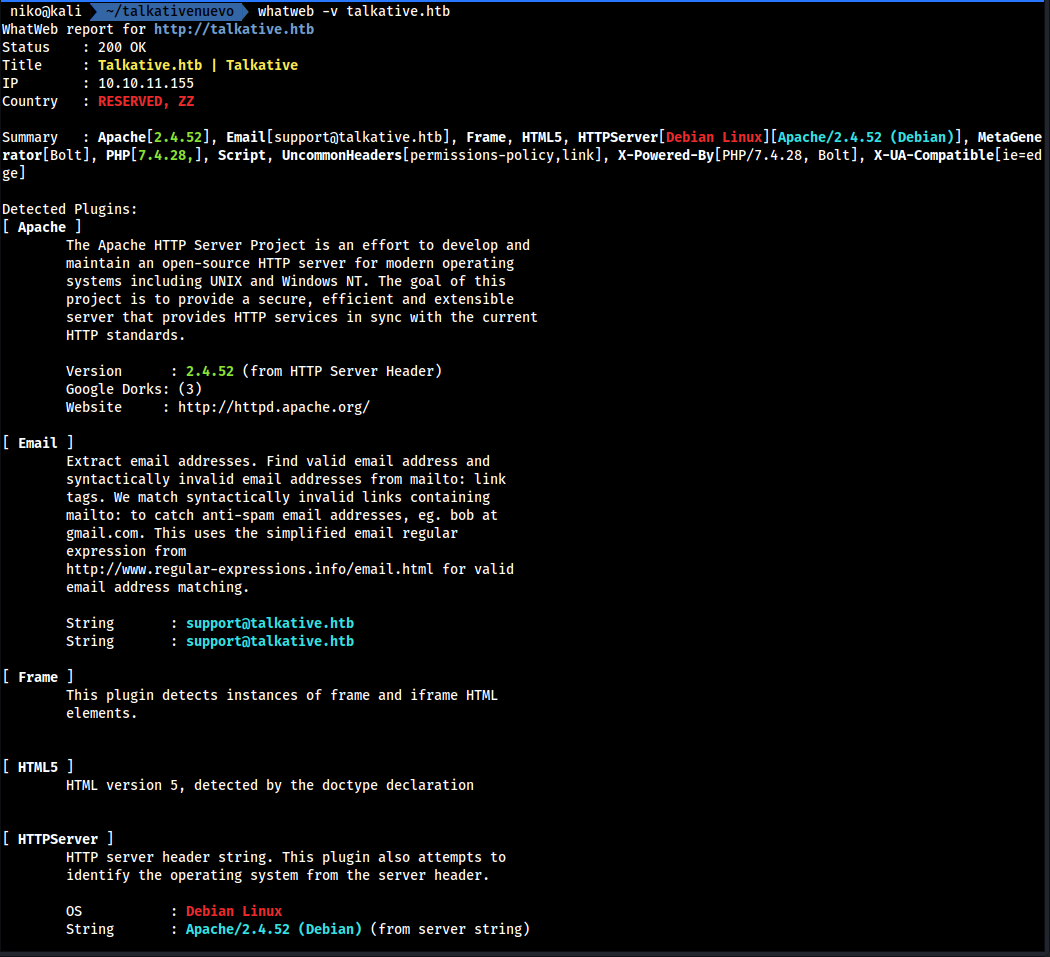 niko@kali ~/talkativenuevo whatweb -v talkative.htb
WhatWeb report for http://talkative.htb
Status    : 200 OK
Title     : Talkative.htb | Talkative
IP        : 10.10.11.155
Country   : RESERVED, ZZ

Summary   : Apache[2.4.52], Email[support@talkative.htb], Frame, HTML5, HTTPServer[Debian Linux][Apache/2.4.52 (Debian)], MetaGene
rator[Bolt], PHP[7.4.28,], Script, UncommonHeaders[permissions-policy,link], X-Powered-By[PHP/7.4.28, Bolt], X-UA-Compatible[ie=ed
ge]

Detected Plugins:
[ Apache ]
        The Apache HTTP Server Project is an effort to develop and
        maintain an open-source HTTP server for modern operating
        systems including UNIX and Windows NT. The goal of this
        project is to provide a secure, efficient and extensible
        server that provides HTTP services in sync with the current
        HTTP standards.

        Version      : 2.4.52 (from HTTP Server Header)
        Google Dorks: (3)
        Website     : http://httpd.apache.org/

[ Email ]
        Extract email addresses. Find valid email address and
        syntactically invalid email addresses from mailto: link
        tags. We match syntactically invalid links containing
        mailto: to catch anti-spam email addresses, eg. bob at
        gmail.com. This uses the simplified email regular
        expression from
        http://www.regular-expressions.info/email.html for valid
        email address matching.

        String       : support@talkative.htb
        String       : support@talkative.htb

[ Frame ]
        This plugin detects instances of frame and iframe HTML
        elements.

[ HTML5 ]
        HTML version 5, detected by the doctype declaration

[ HTTPServer ]
        HTTP server header string. This plugin also attempts to
        identify the operating system from the server header.

        OS           : Debian Linux
        String       : Apache/2.4.52 (Debian) (from server string)